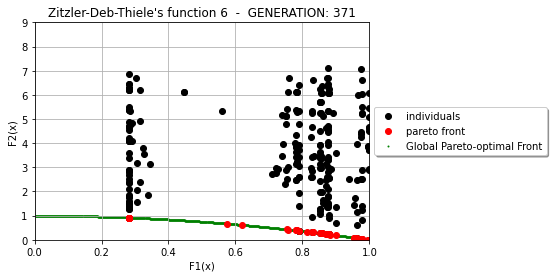 Zitzler-Deb-Thiele's function 6  -  GENERATION: 371
F2(x)
9
8
7
6
5
4
3
2
1
0
0.0 0.2 0.4 0.6 0.8 1.0
F1(x)
individuals
pareto front
Global Pareto-optimal Front